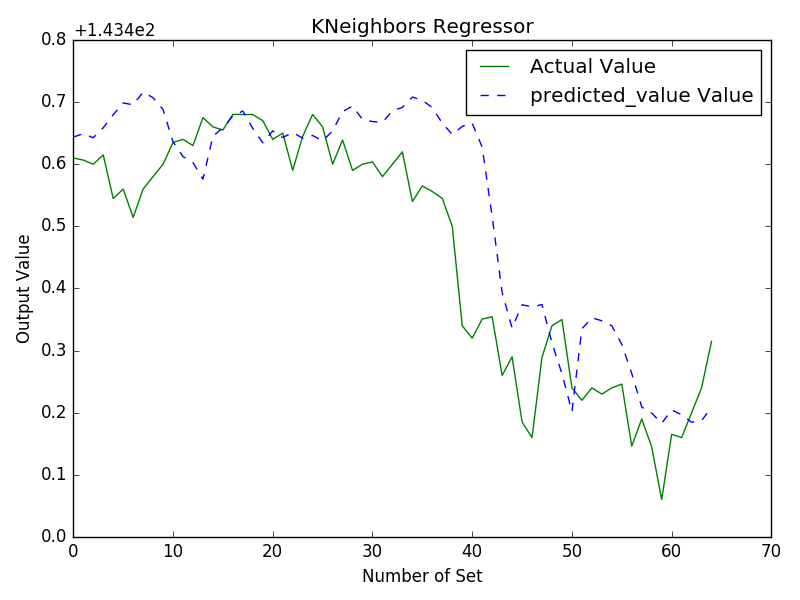 KNeighbors Regressor
+1.434e2
Actual Value
predicted_value Value
0.8
0.7
0.6
0.5
0.4
0.3
0.2
0.1
0.0
Output Value
0 10 20 30 40 50 60 70
Number of Set